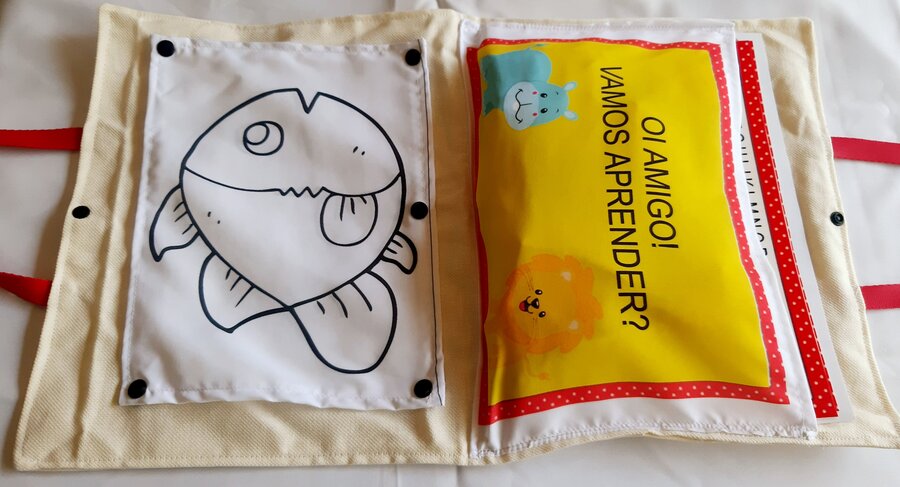 OI AMIGO!
VAMOS APRENDER?